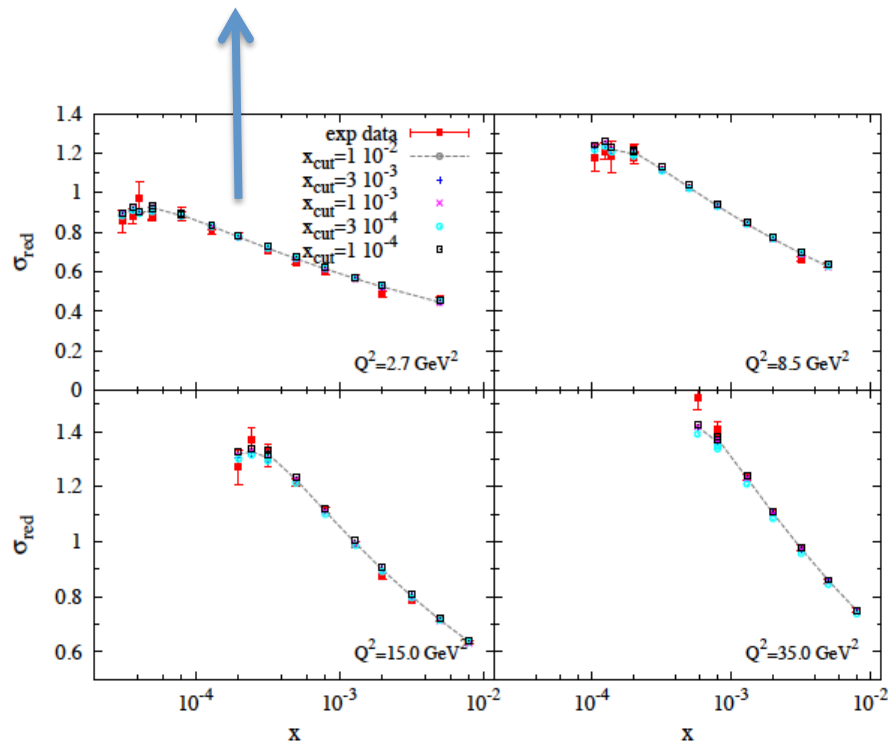 1.4
1.2
1
0.8
0.6
0.4
0.2
0
σred
exp data
xcut=1 10-2
xcut=3 10-3
xcut=1 10-3
xcut=3 10-4
xcut=1 10-4
Q2=2.7 GeV2
Q2=8.5 GeV2
1.4
1.2
1
0.8
0.6
σred
Q2=15.0 GeV2
Q2=35.0 GeV2
10-4
10-3
10-2
10-4
10-3
10-2
x
x